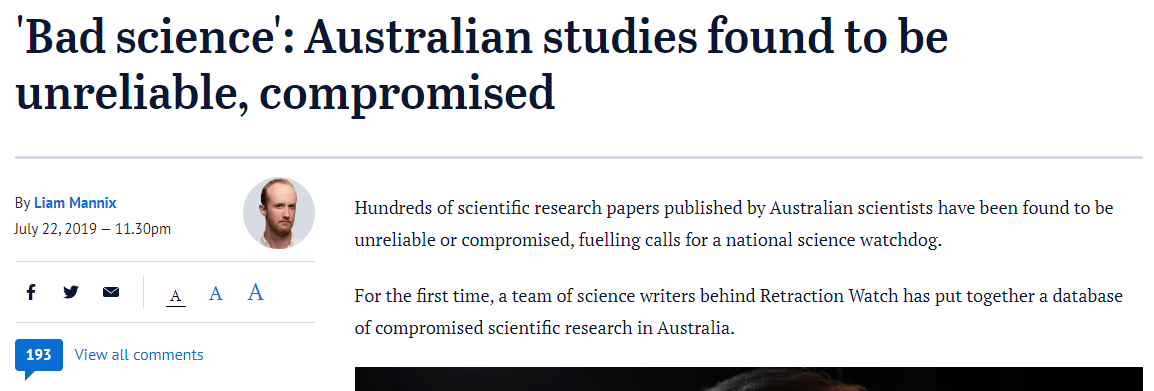 'Bad science': Australian studies found to be
unreliable, compromised
By Liam Mannix
July 22, 2019 — 11.30pm
A A A
193 View all comments
Hundreds of scientific research papers published by Australian scientists have been found to be
unreliable or compromised, fuelling calls for a national science watchdog.
For the first time, a team of science writers behind Retraction Watch has put together a database
of compromised scientific research in Australia.